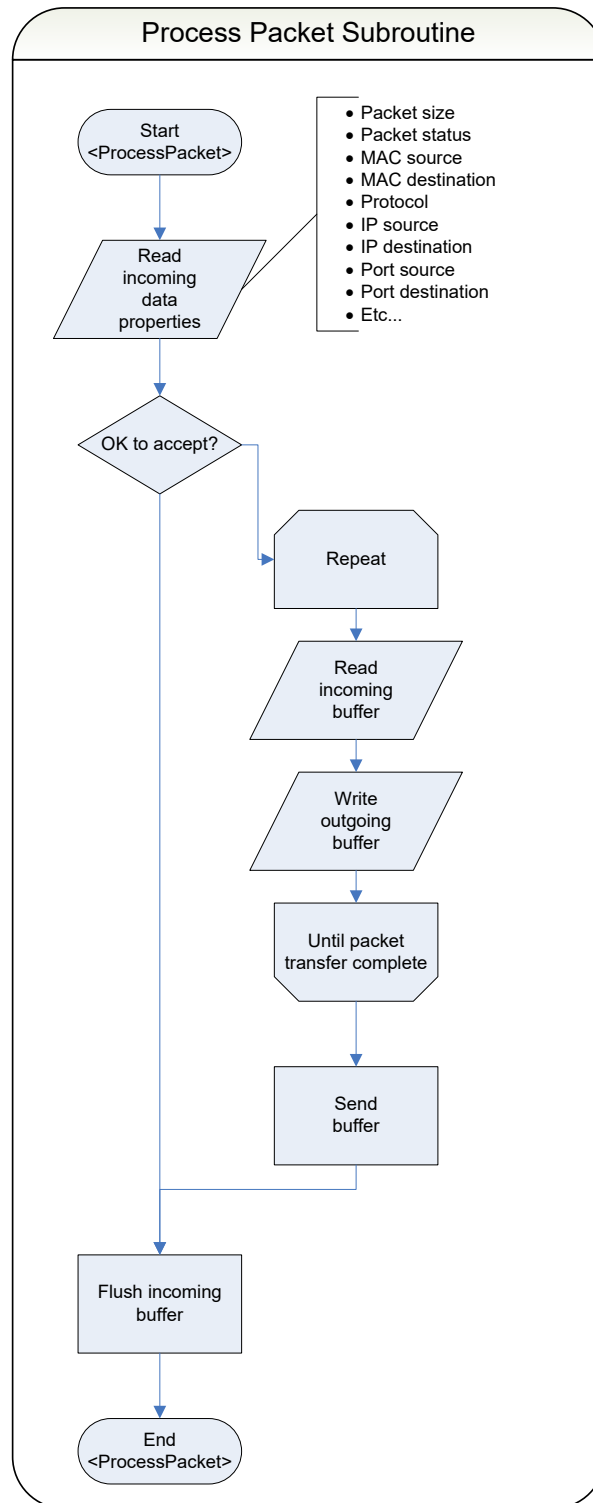 Process Packet Subroutine
Start
<ProcessPacket>
• Packet size
• Packet status
• MAC source
• MAC destination
• Protocol
• IP source
• IP destination
• Port source
• Port destination
• Etc...
Read
incoming
data
properties
OK to accept?
Repeat
Read
incoming
buffer
Write
outgoing
buffer
Until packet
transfer complete
Send
buffer
Flush incoming
buffer
End
<ProcessPacket>